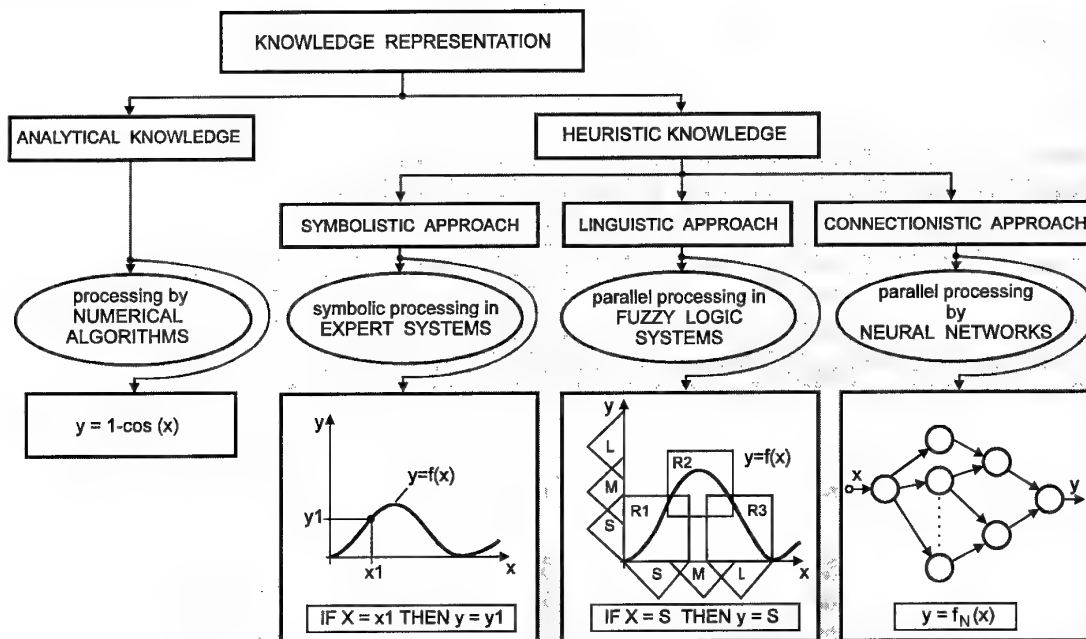 KNOWLEDGE REPRESENTATION
ANALYTICAL KNOWLEDGE
HEURISTIC KNOWLEDGE
SYMBOLISTIC APPROACH
LINGUISTIC APPROACH
CONNECTIONISTIC APPROACH
processing by
NUMERICAL
ALGORITHMS
symbolic processing in
EXPERT SYSTEMS
parallel processing in
FUZZY LOGIC
SYSTEMS
parallel processing
by
NEURAL NETWORKS
y = 1-cos (x)
y
y=f(x)
y1
x1
x
IF X = x1 THEN y = y1
y
L
M
S
R1
R2
R3
y=f(x)
S
M
L
x
IF X = S THEN y = S
x
y
y = f_N(x)